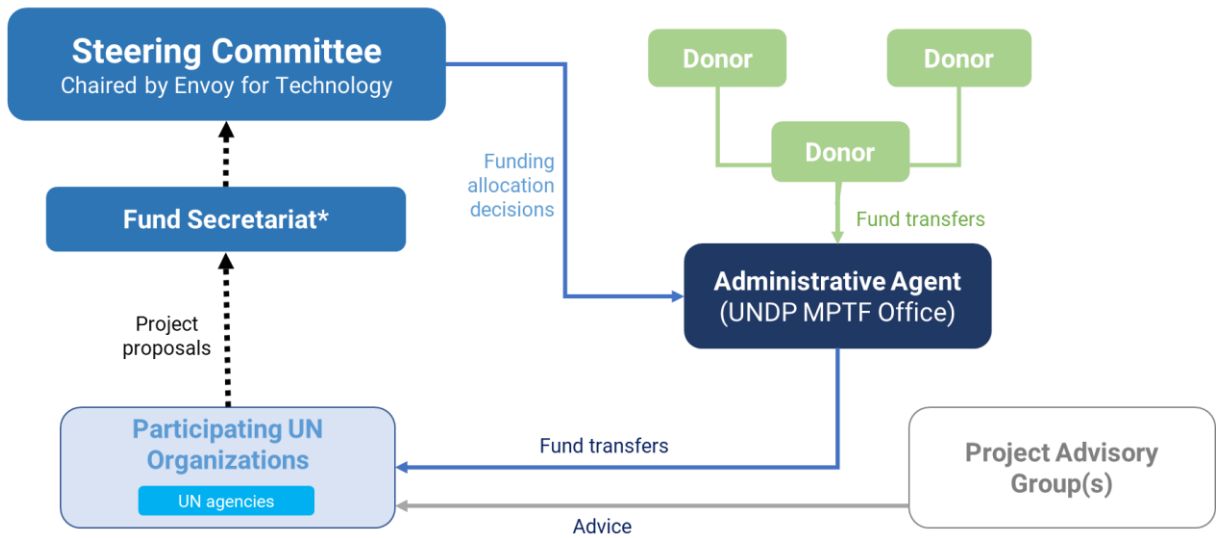 Steering Committee
Chaired by Envoy for Technology
Donor
Donor
Donor
Funding
allocation
decisions
Fund Secretariat*
Fund transfers
Administrative Agent
(UNDP MPTF Office)
Project
proposals
Participating UN
Organizations
UN agencies
Fund transfers
Project Advisory
Group(s)
Advice